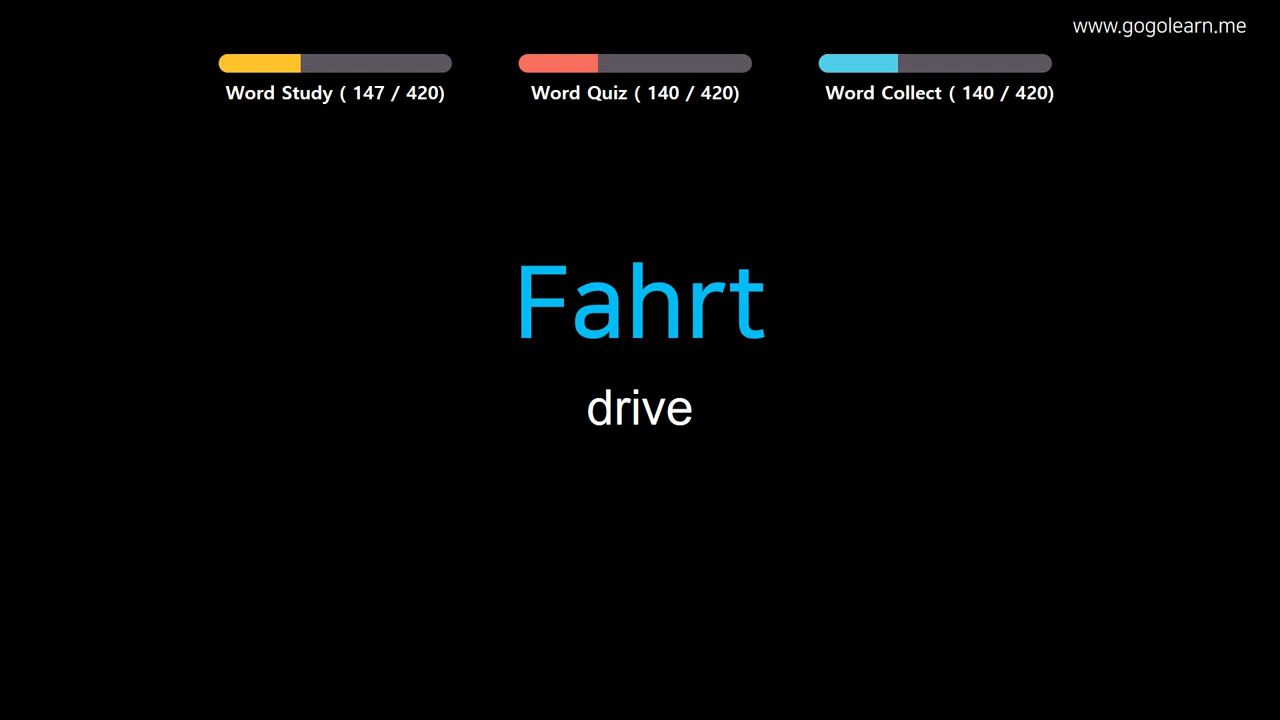 www.gogolearn.me
Word Study ( 147 / 420)
Word Quiz ( 140 / 420)
Word Collect ( 140 / 420)
Fahrt
drive